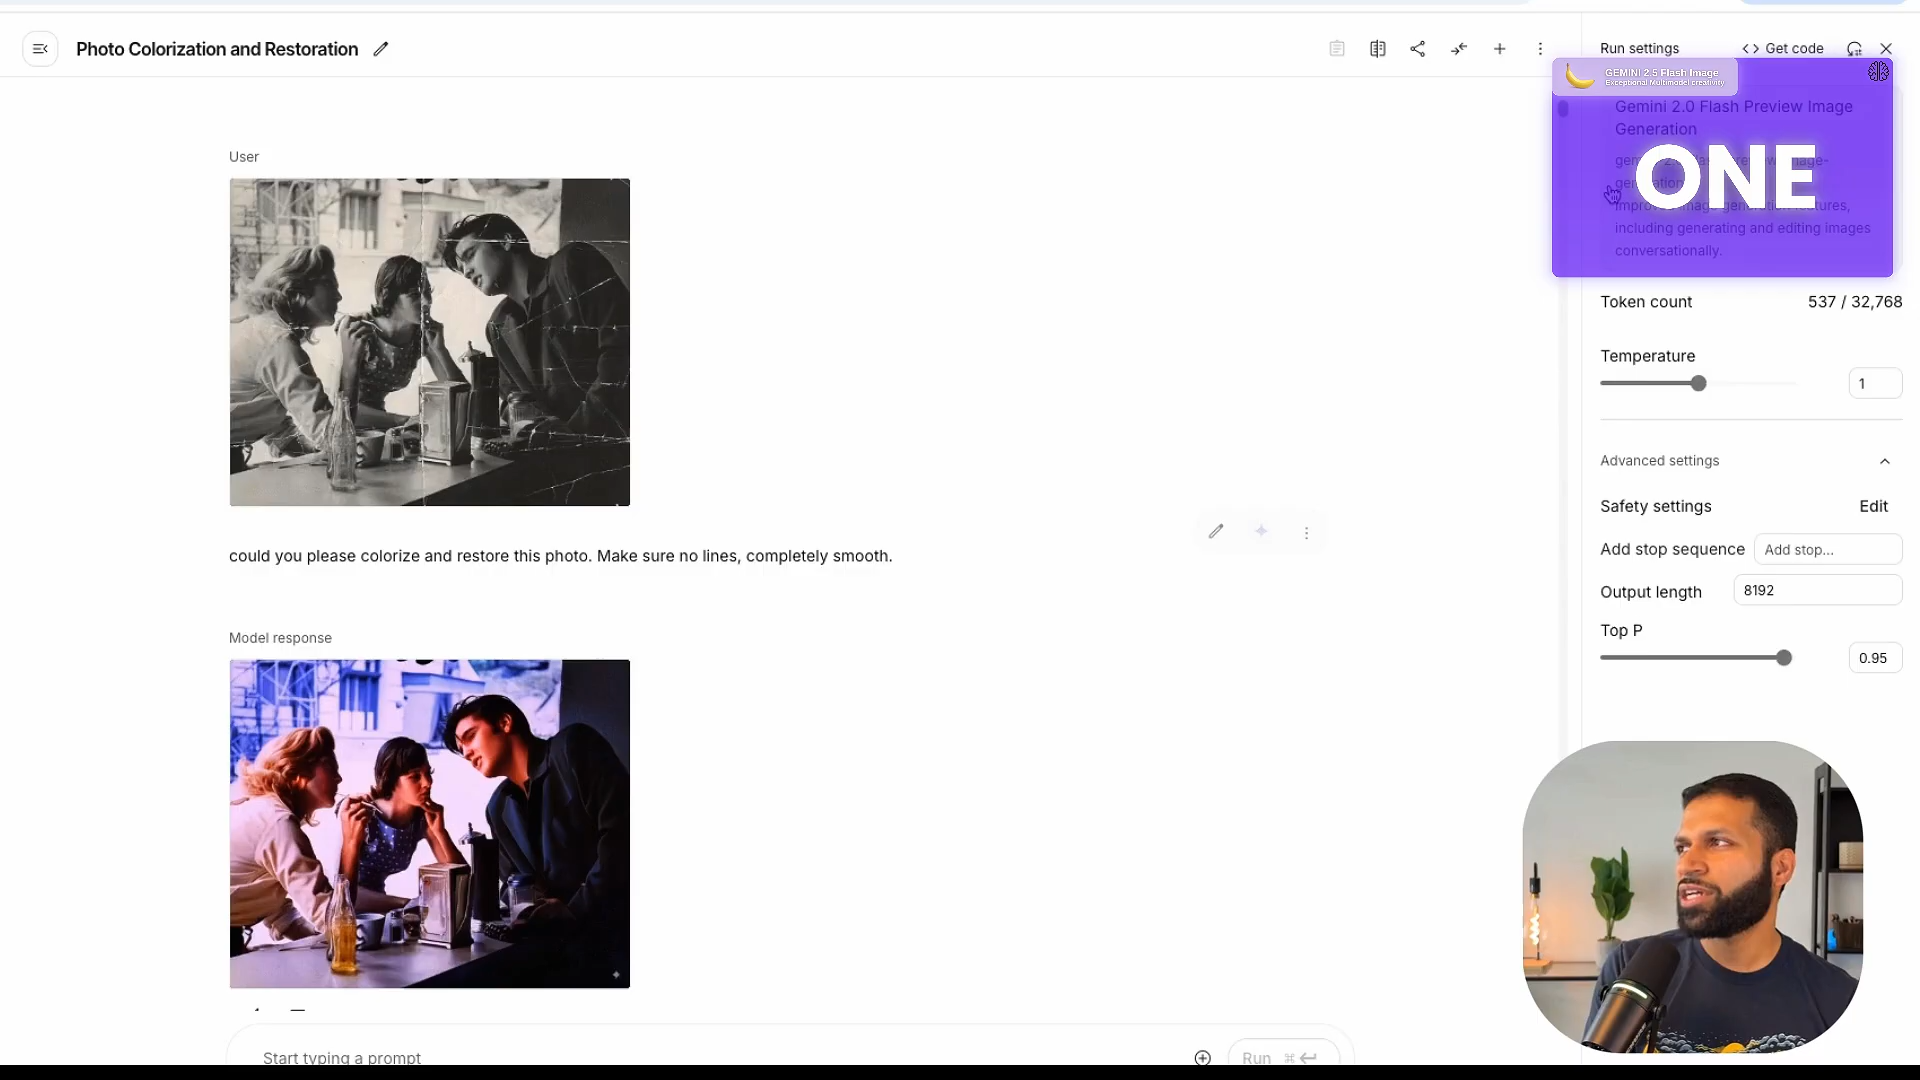 Photo Colorization and Restoration
Run settings
Get code
GEMINI 2.5 Flash Image
Exceptional Multimodel creativity
Gemini 2.0 Flash Preview Image
Generation
ONE
including generating and editing images
conversationally.
User
Token count
537 / 32,768
Temperature
1
Advanced settings
Safety settings
Edit
could you please colorize and restore this photo. Make sure no lines, completely smooth.
Add stop sequence
Add stop...
Output length
8192
Top P
0.95
Model response
Start typing a prompt
Run ⌘